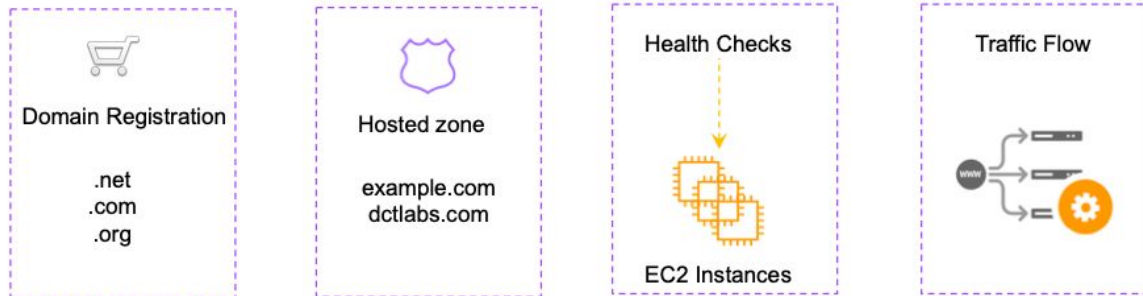 Domain Registration
.net
.com
.org
Hosted zone
example.com
dctlabs.com
Health Checks
EC2 Instances
Traffic Flow
www